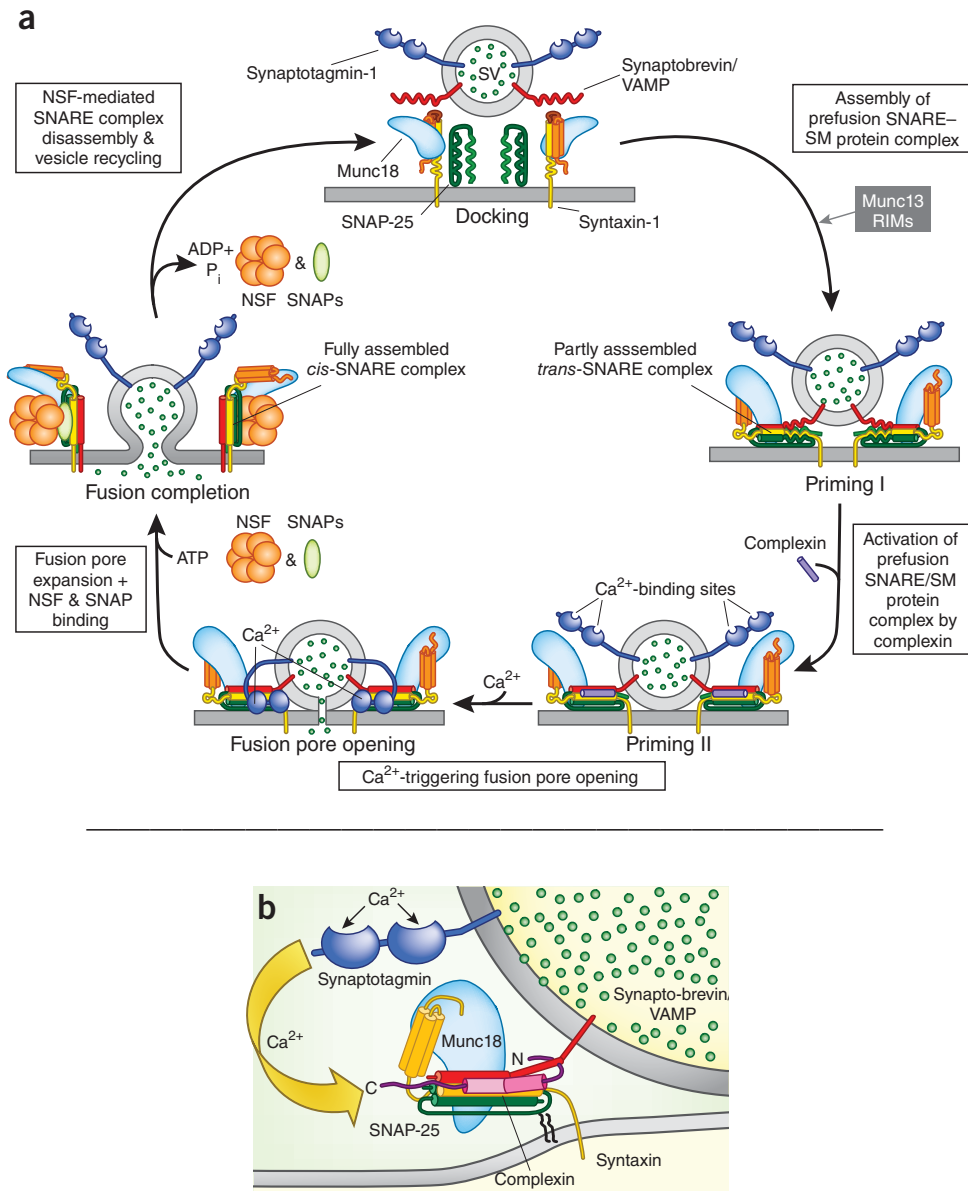 a
Synaptotagmin-1
SV
Synaptobrevin/
VAMP
NSF-mediated
SNARE complex
disassembly &
vesicle recycling
Assembly of
prefusion SNARE–
SM protein complex
Munc18
SNAP-25
Docking
Syntaxin-1
Munc13
RIMs
ADP+
Pi
&
NSF SNAPs
Fully assembled
cis-SNARE complex
Partly asssembled
trans-SNARE complex
Fusion completion
Priming I
NSF SNAPs
ATP
&
Fusion pore
expansion +
NSF & SNAP
binding
Complexin
Activation of
prefusion
SNARE/SM
protein
complex by
complexin
Ca2+-binding sites
Ca2+
Ca2+
Fusion pore opening
Priming II
Ca2+-triggering fusion pore opening
b
Ca2+
Synaptotagmin
Synapto-brevin/
VAMP
Ca2+
Munc18
N
C
SNAP-25
Syntaxin
Complexin